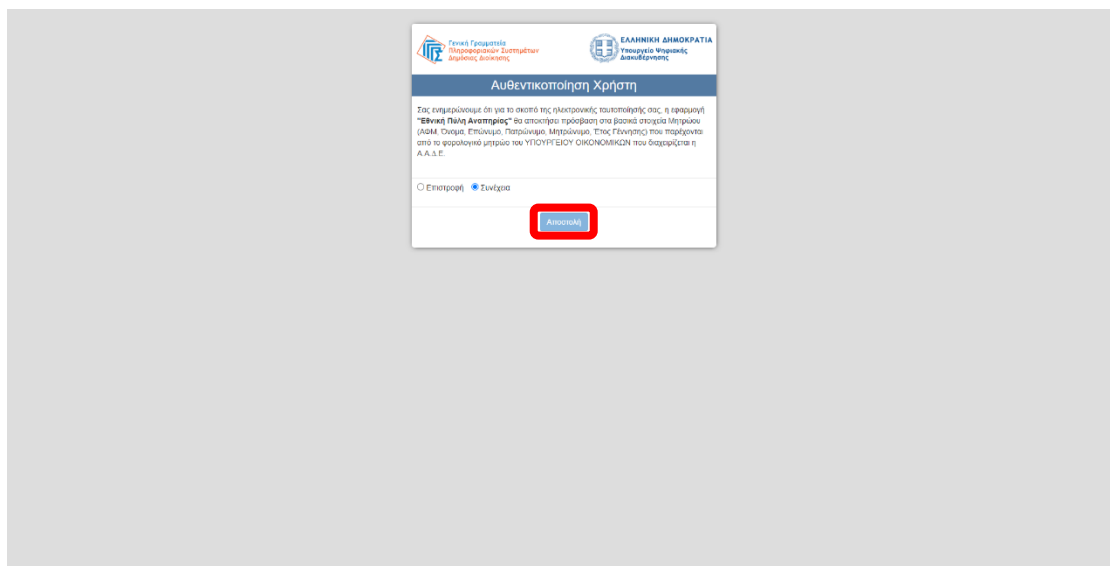 Γενική Γραμματεία
Πληροφοριακών Συστημάτων
Δημόσιας Διοίκησης
ΕΛΛΗΝΙΚΗ ΔΗΜΟΚΡΑΤΙΑ
Υπουργείο Ψηφιακής
Διακυβέρνησης
Αυθεντικοποίηση Χρήστη
Σας ενημερώνουμε ότι για το σκοπό της ηλεκτρονικής ταυτοποίησής σας, η εφαρμογή
"Εθνική Πύλη Αναπηρίας" θα αποκτήσει πρόσβαση στα βασικά στοιχεία Μητρώου
(ΑΦΜ, Όνομα, Επώνυμο, Πατρώνυμο, Μητρώνυμο, Έτος Γέννησης) που παρέχονται
από το φορολογικό μητρώο του ΥΠΟΥΡΓΕΙΟΥ ΟΙΚΟΝΟΜΙΚΩΝ που διαχειρίζεται η
Α.Α.Δ.Ε.
Επιστροφή Συνέχεια
Αποστολή